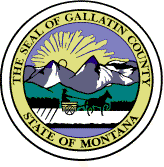 THE SEAL OF GALLATIN COUNTY
STATE OF MONTANA